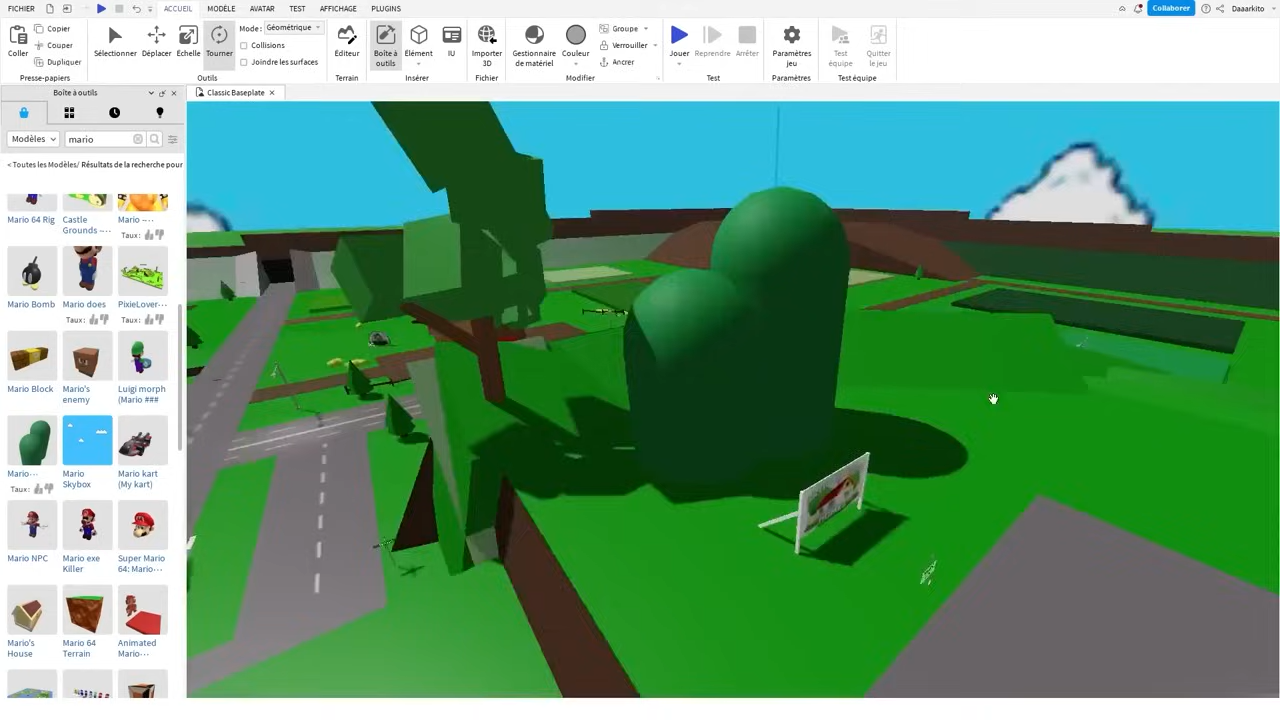 FICHIER ACCUEIL MODÈLE AVATAR TEST AFFICHAGE PLUGINS Collaborer Daaarkito
Coller Copier Couper Dupliquer Presse-papiers
Sélectionner Déplacer Echelle Tourner Mode : Géométrique Collisions Joindre les surfaces Outils
Éditeur Terrain
Boîte à outils Elément IU Insérer
Importer 3D Fichier
Gestionnaire de matériel Couleur Groupe Verrouiller Ancrer Modifier
Jouer Reprendre Arrêter Test
Paramètres jeu Paramètres
Test équipe Quitter le jeu Test équipe
Boîte à outils
Classic Baseplate
Modèles mario
< Toutes les Modèles/ Résultats de la recherche pour
Mario 64 Rig Castle Grounds -··· Mario -···
Taux :
Mario Bomb Mario does PixieLover···
Taux : Taux :
Mario Block Mario's enemy Luigi morph (Mario ###
Mario··· Mario Skybox Mario kart (My kart)
Taux :
Mario NPC Mario exe Killer Super Mario 64: Mario···
Mario's House Mario 64 Terrain Animated Mario···